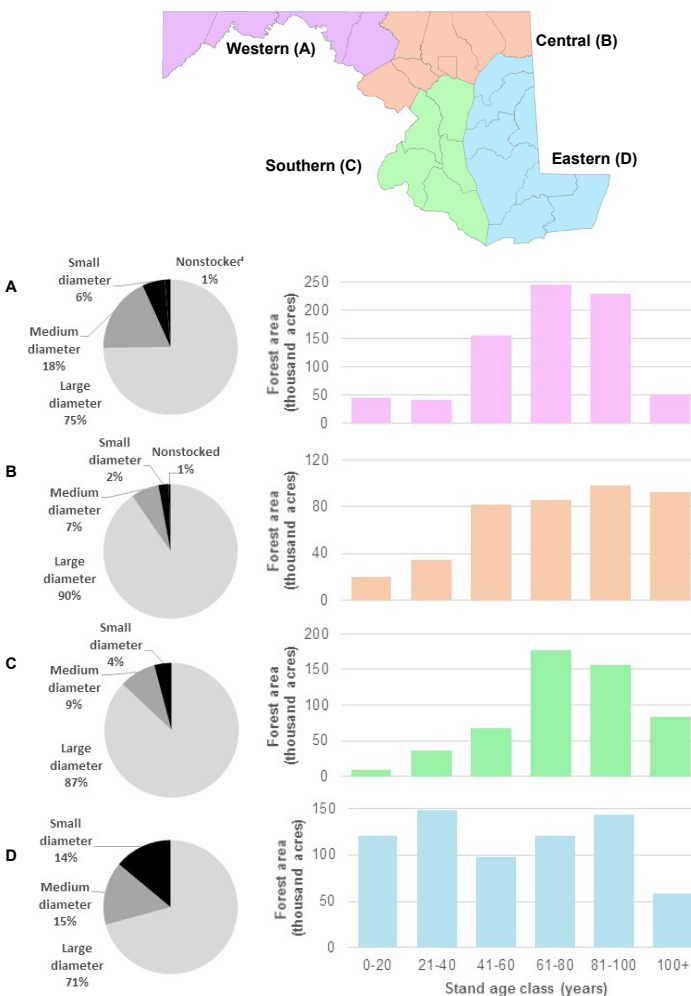 Western (A)
Central (B)
Southern (C)
Eastern (D)
A
Small
diameter
6%
Nonstocked
1%
Medium
diameter
18%
Large
diameter
75%
Forest area
(thousand acres)
250
200
150
100
50
0
B
Small
diameter
2%
Nonstocked
1%
Medium
diameter
7%
Large
diameter
90%
Forest area
(thousand acres)
120
80
40
0
C
Small
diameter
4%
Medium
diameter
9%
Large
diameter
87%
Forest area
(thousand acres)
200
150
100
50
0
D
Small
diameter
14%
Medium
diameter
15%
Large
diameter
71%
Forest area
(thousand acres)
150
100
50
0
0-20 21-40 41-60 61-80 81-100 100+
Stand age class (years)